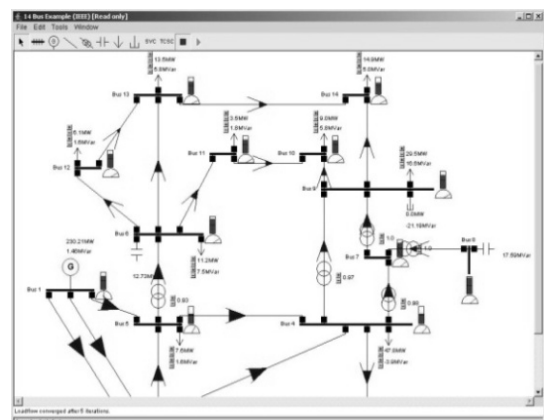 14 Bus Example (IEEE) [Read only]
File Edit Tools Window
SVC TCSC
13.5MW
5.8MVar
14.9MW
5.0MVar
Bus 13
Bus 14
6.1MW
1.6MVar
3.5MW
1.8MVar
9.0MW
5.8MVar
Bus 11
Bus 10
29.5MW
16.6MVar
Bus 12
Bus 9
0.0MW
-21.18MVar
Bus 6
1.0
1.0
Bus 8
230.21MW
1.40MVar
11.2MW
7.5MVar
Bus 7
17.59MVar
G
12.73MVar
0.97
Bus 1
0.93
0.98
Bus 5
Bus 4
7.6MW
1.6MVar
47.8MW
-3.9MVar
Loadflow converged after 5 iterations